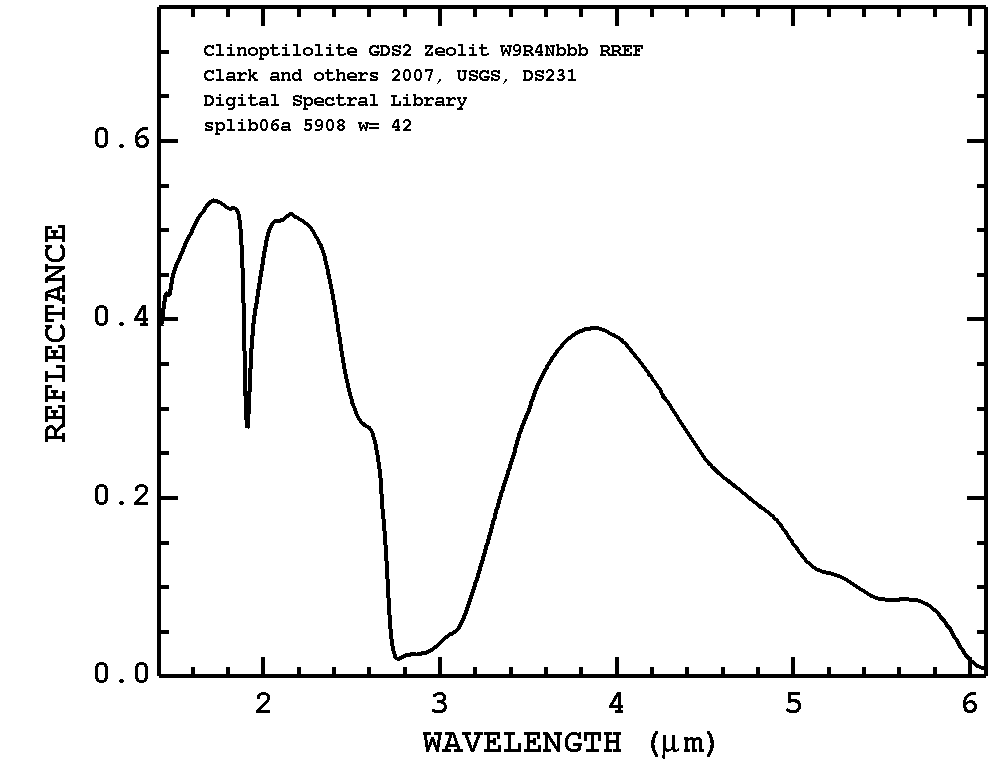 Clinoptilolite GDS2 Zeolit W9R4Nbbb RREF
Clark and others 2007, USGS, DS231
Digital Spectral Library
splib06a 5908 w= 42
0.6
0.4
0.2
0.0
REFLECTANCE
2 3 4 5 6
WAVELENGTH (μm)